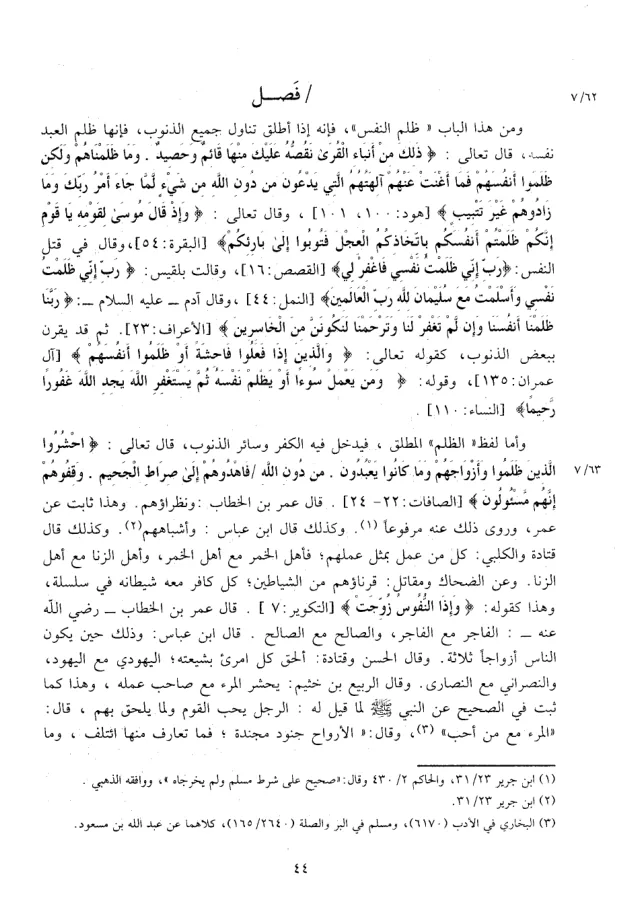 ٧/٦٢
/ فَصـــل
ومن هذا الباب « ظلم النفس»، فإنه إذا أطلق تناول جميع الذنوب، فإنها ظلم العبد
نفسه، قال تعالى : ﴿ ذَلِكَ مِنْ أَنبَاءِ الْقُرَىٰ نَقُصُّهُ عَلَيْكَ مِنْهَا قَائِمٌ وَحَصِيدٌ . وَمَا ظَلَمْنَاهُمْ وَلَكِن
ظَلَمُوا أَنفُسَهُمْ فَمَا أَغْنَتْ عَنْهُمْ آلِهَتُهُمُ الَّتِي يَدْعُونَ مِن دُونِ اللهِ مِن شَيْءٍ لَّمَّا جَاءَ أَمْرُ رَبِّكَ وَمَا
زَادُوهُمْ غَيْرَ تَتْبِيبٍ ﴾ [هود: ١٠٠، ١٠١] ، وقال تعالى : ﴿ وَإِذْ قَالَ مُوسَىٰ لِقَوْمِهِ يَا قَوْمِ
إِنَّكُمْ ظَلَمْتُمْ أَنفُسَكُم بِاتِّخَاذِكُمُ الْعِجْلَ فَتُوبُوا إِلَىٰ بَارِئِكُمْ﴾ [البقرة: ٥٤]،وقال في قتل
النفس: ﴿رَبِّ إِنِّي ظَلَمْتُ نَفْسِي فَاغْفِرْ لِي﴾ [القصص: ١٦]، وقالت بلقيس: ﴿ رَبِّ إِنِّي ظَلَمْتُ
نَفْسِي وَأَسْلَمْتُ مَعَ سُلَيْمَانَ لِلَّهِ رَبِّ الْعَالَمِينَ﴾ [النمل: ٤٤] ،وقال آدم ــ عليه السلام ــ: ﴿ رَبَّنَا
ظَلَمْنَا أَنفُسَنَا وَإِن لَّمْ تَغْفِرْ لَنَا وَتَرْحَمْنَا لَنَكُونَنَّ مِنَ الْخَاسِرِينَ ﴾ [الأعراف: ٢٣]. ثم قد يقرن
ببعض الذنوب، كقوله تعالى: ﴿ وَالَّذِينَ إِذَا فَعَلُوا فَاحِشَةً أَوْ ظَلَمُوا أَنفُسَهُمْ ﴾ [آل
عمران: ١٣٥]، وقوله: ﴿ وَمَن يَعْمَلْ سُوءًا أَوْ يَظْلِمْ نَفْسَهُ ثُمَّ يَسْتَغْفِرِ اللَّهَ يَجِدِ اللَّهَ غَفُورًا
رَّحِيمًا﴾ [النساء: ١١٠] .
وأما لفظ« الظلم» المطلق ، فيدخل فيه الكفر وسائر الذنوب، قال تعالى : ﴿ احْشُرُوا
٧/٦٣
الَّذِينَ ظَلَمُوا وَأَزْوَاجَهُمْ وَمَا كَانُوا يَعْبُدُونَ . مِن دُونِ اللَّهِ /فَاهْدُوهُمْ إِلَىٰ صِرَاطِ الْجَحِيمِ . وَقِفُوهُمْ
إِنَّهُم مَّسْئُولُونَ ﴾ [الصافات: ٢٢- ٢٤] . قال عمر بن الخطاب :ونظراؤهم. وهذا ثابت عن
عمر، وروى ذلك عنه مرفوعاً (١). وكذلك قال ابن عباس : وأشباههم(٢). وكذلك قال
قتادة والكلبي: كل من عمل بمثل عملهم؛ فأهل الخمر مع أهل الخمر، وأهل الزنا مع أهل
الزنا. وعن الضحاك ومقاتل: قرناؤهم من الشياطين؛ كل كافر معه شيطانه في سلسلة،
وهذا كقوله: ﴿ وَإِذَا النُّفُوسُ زُوِّجَتْ﴾ [التكوير: ٧ ] . قال عمر بن الخطاب ــ رضي الله
عنه ــ : الفاجر مع الفاجر، والصالح مع الصالح . قال ابن عباس: وذلك حين يكون
الناس أزواجاً ثلاثة. وقال الحسن وقتادة: ألحق كل امرئ بشيعته؛ اليهودي مع اليهود،
والنصراني مع النصارى. وقال الربيع بن خثيم: يحشر المرء مع صاحب عمله ، وهذا كما
ثبت في الصحيح عن النبي ﷺ لما قيل له : الرجل يحب القوم ولما يلحق بهم ، قال:
«المرء مع من أحب» (٣)، وقال:« الأرواح جنود مجندة ؛ فما تعارف منها ائتلف ، وما
(١) ابن جرير ٢٣/ ٣١، والحاكم ٢/ ٤٣٠ وقال:«صحيح على شرط مسلم ولم يخرجاه »، ووافقه الذهبي .
(٢) ابن جرير ٢٣/ ٣١.
(٣) البخاري في الأدب (٦١٧٠)، ومسلم في البر والصلة (٢٦٤٠/ ١٦٥)، كلاهما عن عبد الله بن مسعود.
٤٤